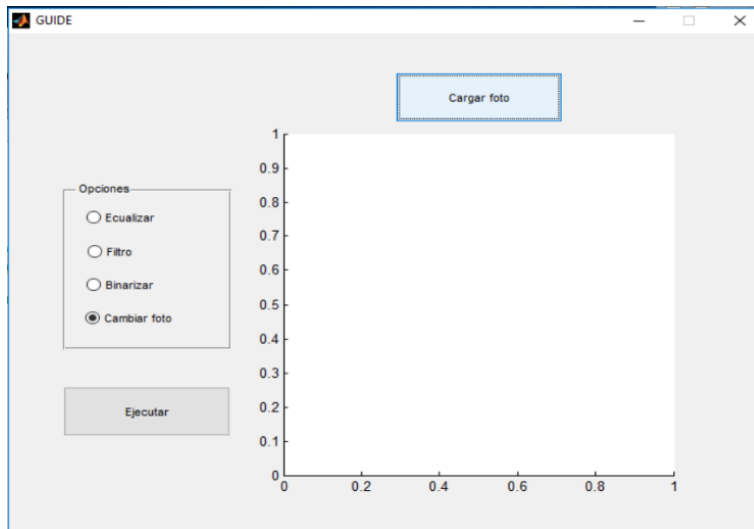 GUIDE
Cargar foto
Opciones
Ecualizar
Filtro
Binarizar
Cambiar foto
Ejecutar
1
0.9
0.8
0.7
0.6
0.5
0.4
0.3
0.2
0.1
0
0 0.2 0.4 0.6 0.8 1